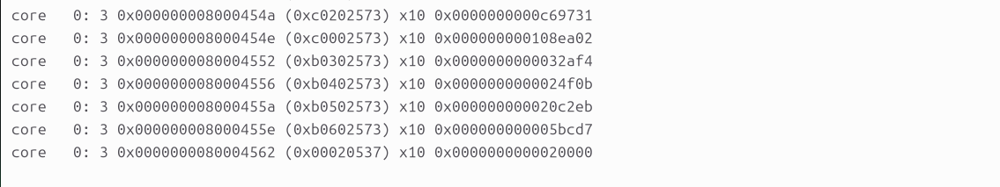 core   0: 3 0x000000008000454a (0xc0202573) x10 0x0000000000c69731
core   0: 3 0x000000008000454e (0xc0002573) x10 0x000000000108ea02
core   0: 3 0x0000000080004552 (0xb0302573) x10 0x0000000000032af4
core   0: 3 0x0000000080004556 (0xb0402573) x10 0x0000000000024f0b
core   0: 3 0x000000008000455a (0xb0502573) x10 0x000000000020c2eb
core   0: 3 0x000000008000455e (0xb0602573) x10 0x000000000005bcd7
core   0: 3 0x0000000080004562 (0x00020537) x10 0x0000000000020000